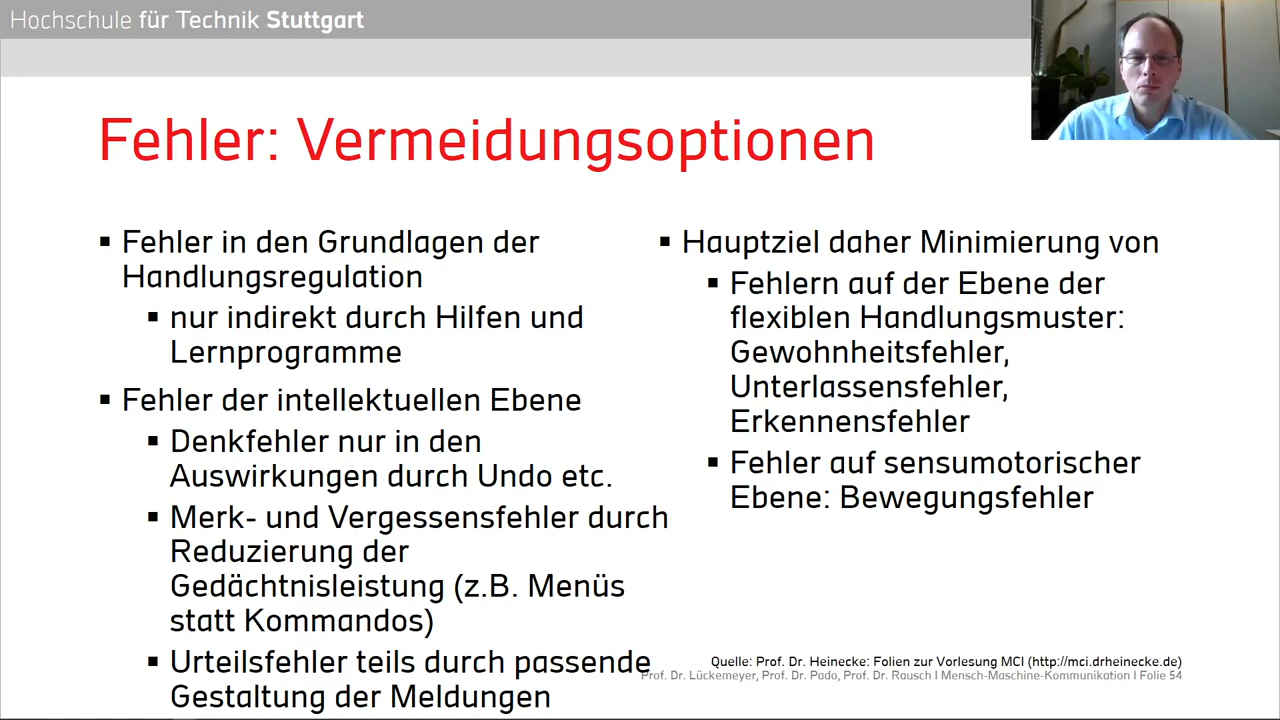 Hochschule für Technik Stuttgart
Fehler: Vermeidungsoptionen
▪ Fehler in den Grundlagen der
Handlungsregulation
▪ nur indirekt durch Hilfen und
Lernprogramme
▪ Fehler der intellektuellen Ebene
▪ Denkfehler nur in den
Auswirkungen durch Undo etc.
▪ Merk- und Vergessensfehler durch
Reduzierung der
Gedächtnisleistung (z.B. Menüs
statt Kommandos)
▪ Urteilsfehler teils durch passende
Gestaltung der Meldungen
▪ Hauptziel daher Minimierung von
▪ Fehlern auf der Ebene der
flexiblen Handlungsmuster:
Gewohnheitsfehler,
Unterlassensfehler,
Erkennensfehler
▪ Fehler auf sensumotorischer
Ebene: Bewegungsfehler
Quelle: Prof. Dr. Heinecke: Folien zur Vorlesung MCI (http://mci.drheinecke.de)
Prof. Dr. Lückemeyer, Prof. Dr. Pado, Prof. Dr. Rausch I Mensch-Maschine-Kommunikation I Folie 54